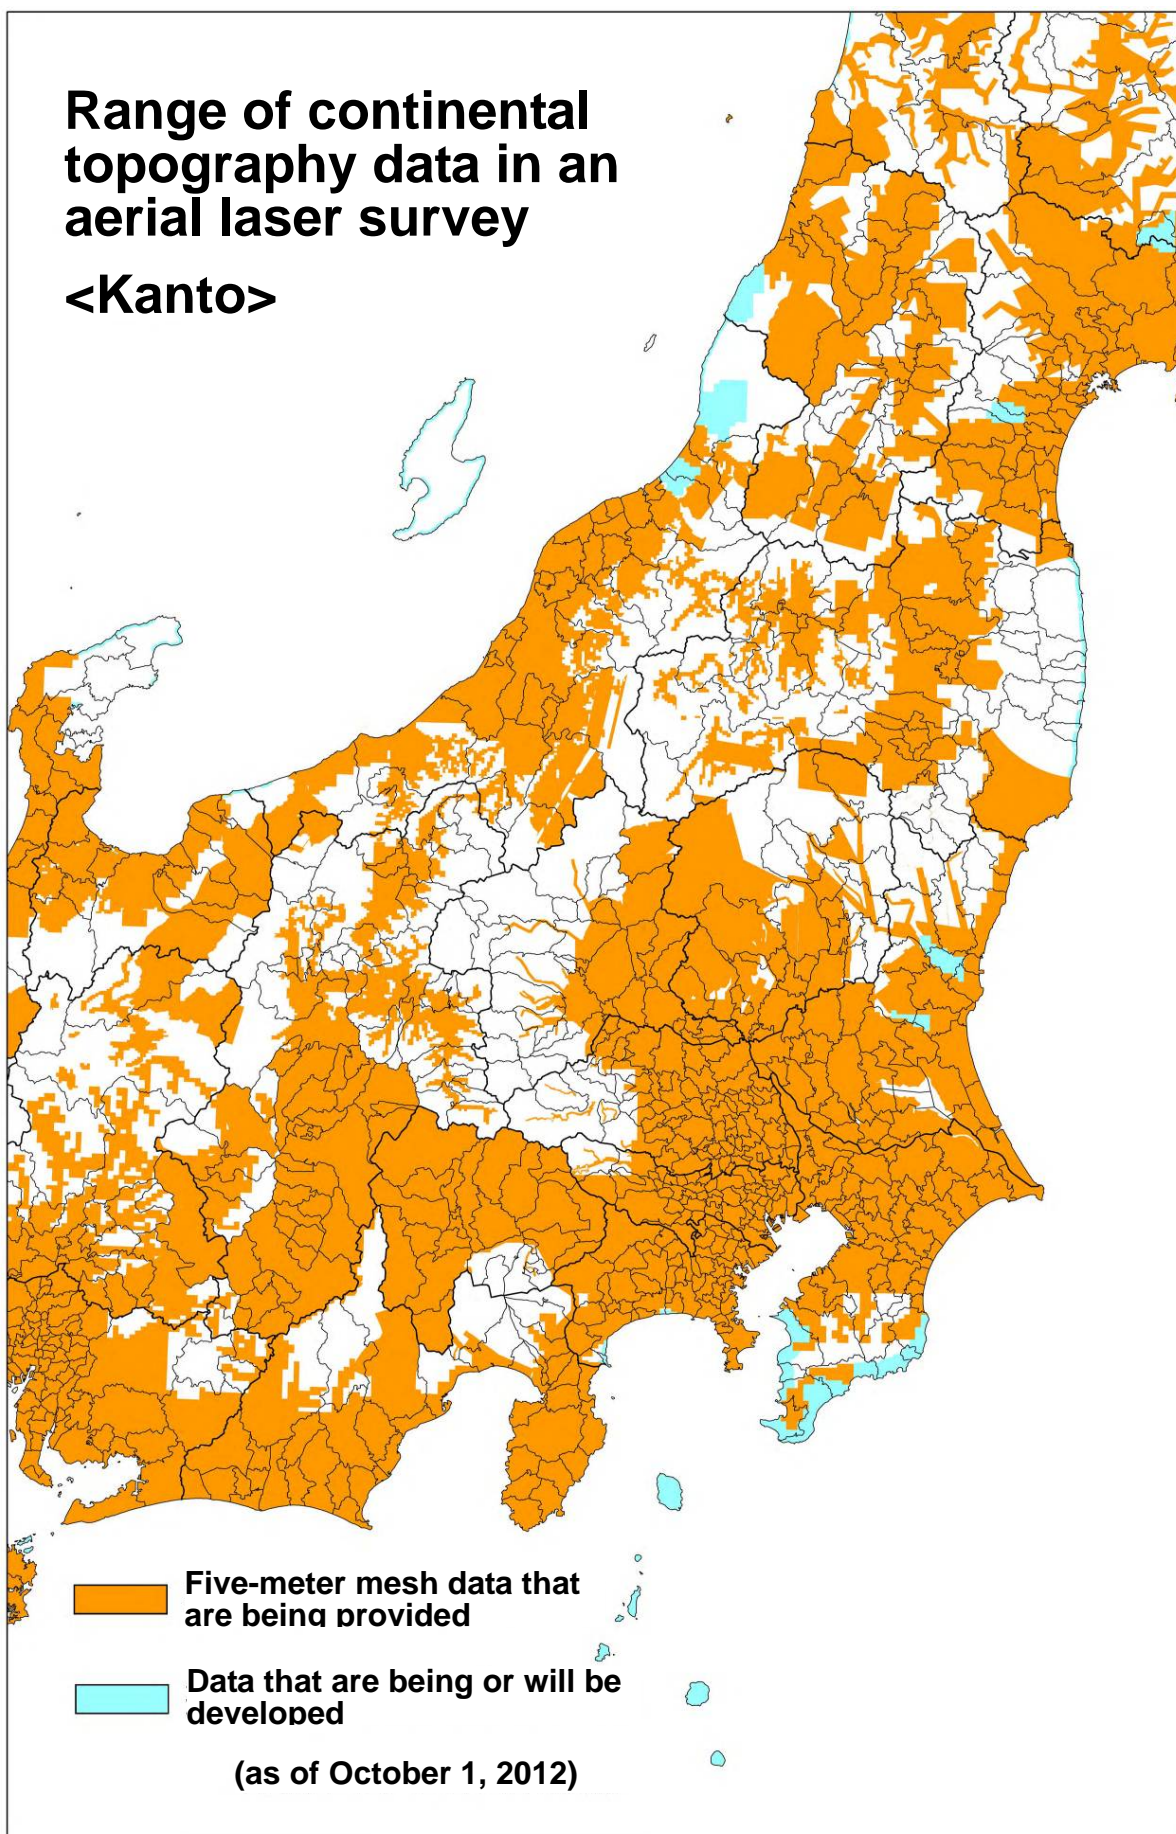 Range of continental
topography data in an
aerial laser survey
<Kanto>
Five-meter mesh data that
are being provided
Data that are being or will be
developed
(as of October 1, 2012)